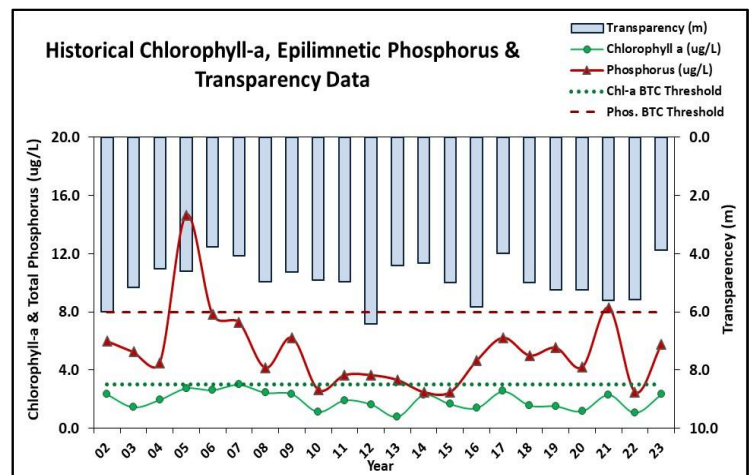 Historical Chlorophyll-a, Epilimnetic Phosphorus &
Transparency Data
Transparency (m)
Chlorophyll a (ug/L)
Phosphorus (ug/L)
Chl-a BTC Threshold
Phos. BTC Threshold
Chlorophyll-a & Total Phosphorus (ug/L)
20.0
16.0
12.0
8.0
4.0
0.0
0.0
2.0
4.0
6.0
8.0
10.0
Transparencey (m)
02 03 04 05 06 07 08 09 10 11 12 13 14 15 16 17 18 19 20 21 22 23
Year